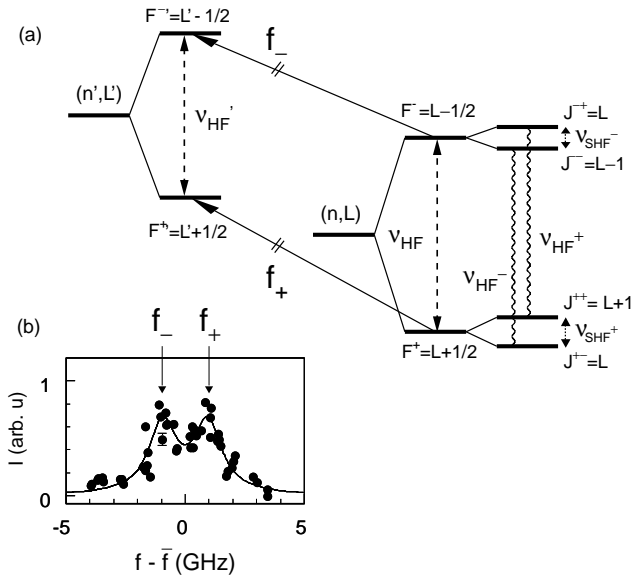 (a)
F⁻'=L'-1/2
f₋
(n',L')
ν_HF'
F⁺'=L'+1/2
f₊
F⁻=L–1/2
(n,L)
ν_HF
F⁺=L+1/2
J⁻⁺=L
ν_SHF⁻
J⁻⁻=L–1
ν_HF⁻
ν_HF⁺
J⁺⁺=L+1
ν_SHF⁺
J⁺⁻=L
(b)
f₋ f₊
I (arb. u)
1
0
-5 0 5
f - f̄ (GHz)